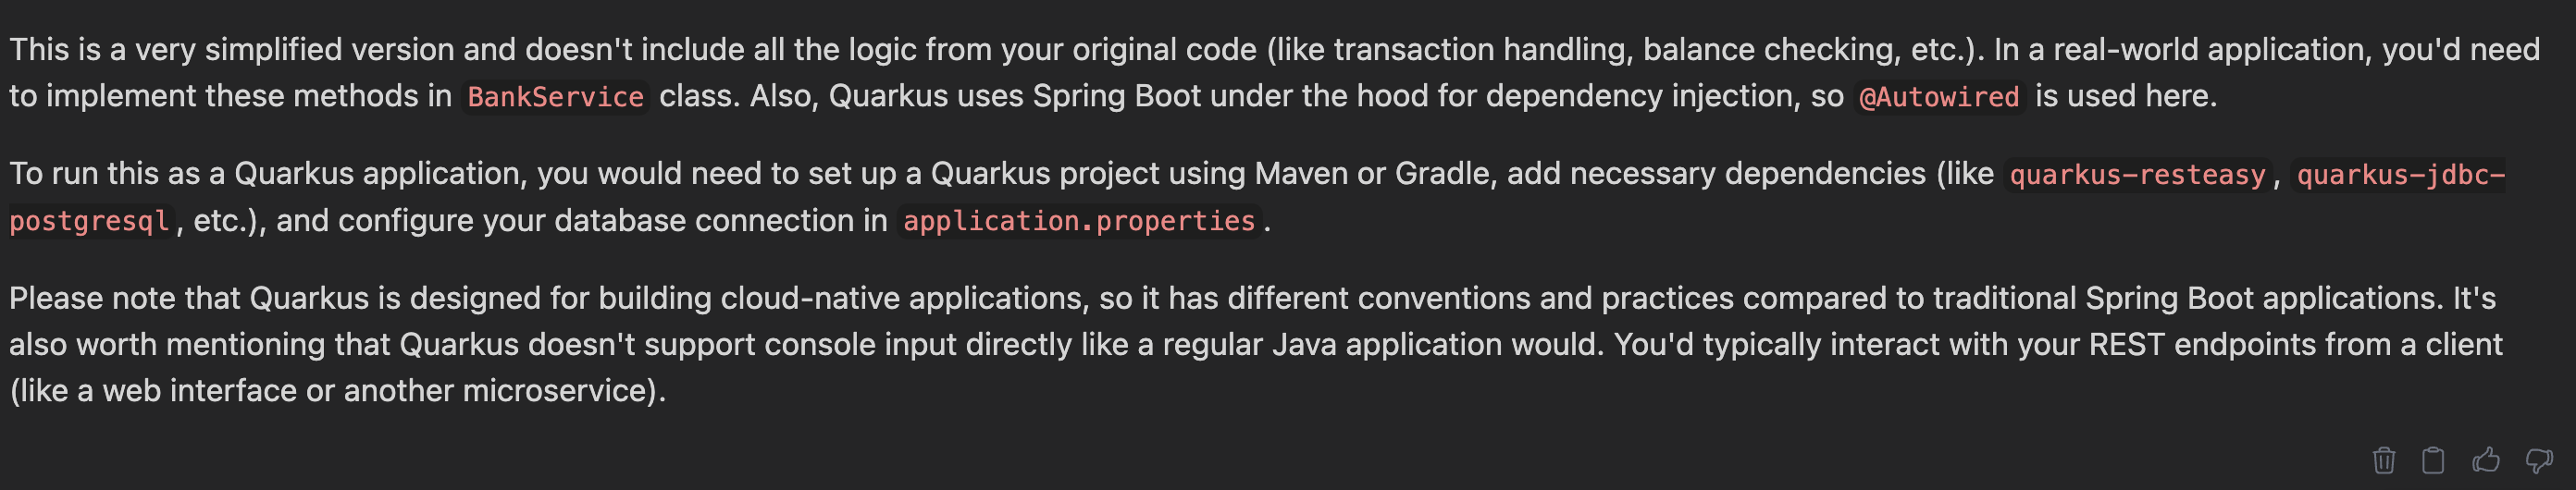 This is a very simplified version and doesn't include all the logic from your original code (like transaction handling, balance checking, etc.). In a real-world application, you'd need
to implement these methods in BankService class. Also, Quarkus uses Spring Boot under the hood for dependency injection, so @Autowired is used here.
To run this as a Quarkus application, you would need to set up a Quarkus project using Maven or Gradle, add necessary dependencies (like quarkus-resteasy, quarkus-jdbc-
postgresql, etc.), and configure your database connection in application.properties.
Please note that Quarkus is designed for building cloud-native applications, so it has different conventions and practices compared to traditional Spring Boot applications. It's
also worth mentioning that Quarkus doesn't support console input directly like a regular Java application would. You'd typically interact with your REST endpoints from a client
(like a web interface or another microservice).